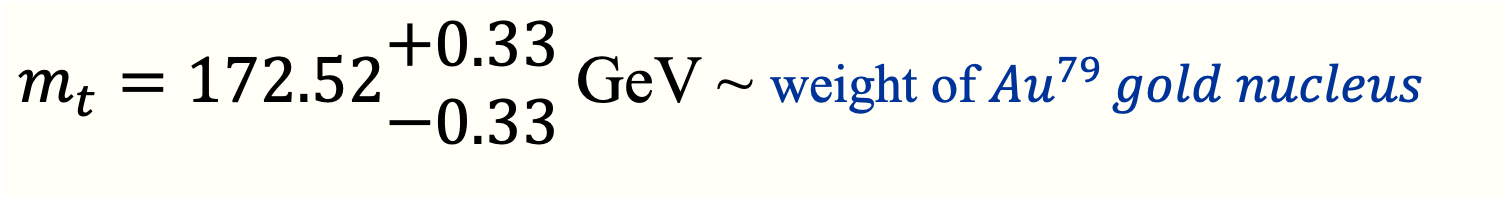 m_t = 172.52^{+0.33}_{−0.33} GeV ~ weight of Au^{79} gold nucleus